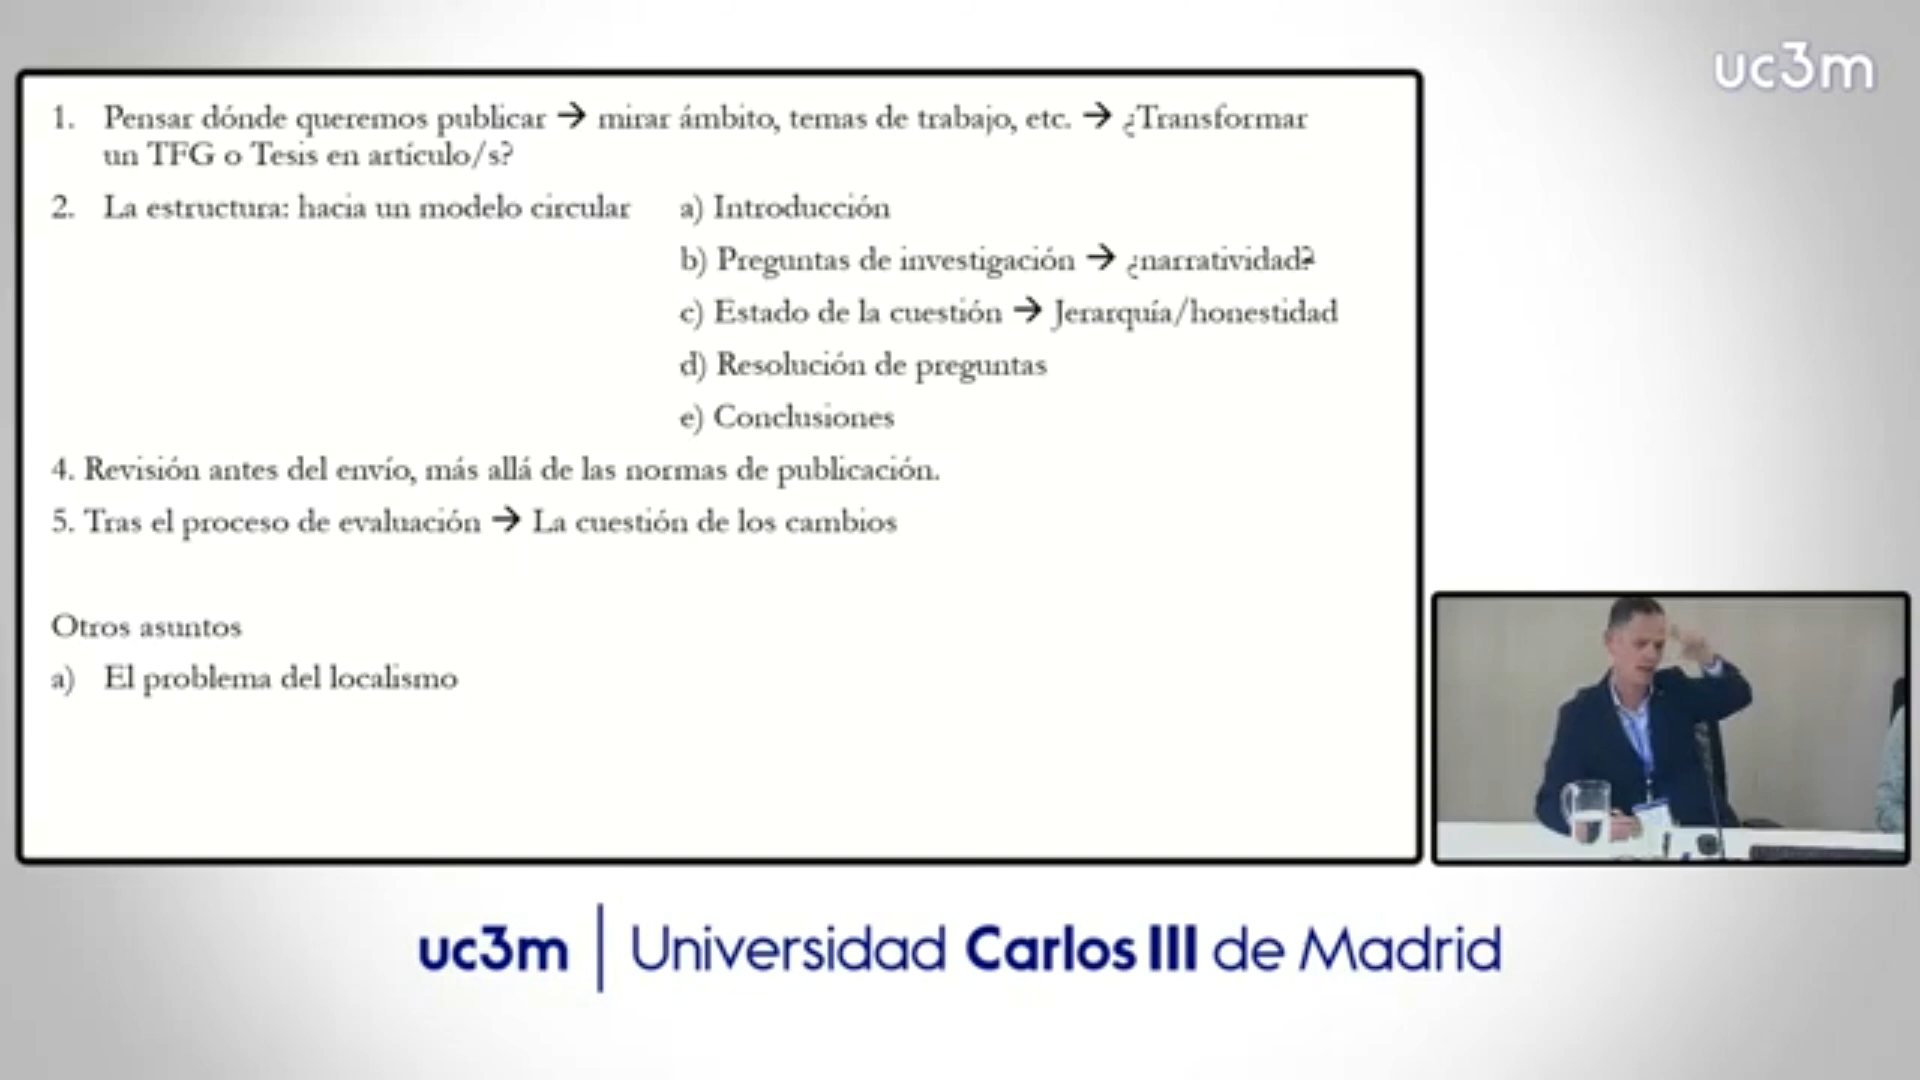 uc3m
1. Pensar dónde queremos publicar → mirar ámbito, temas de trabajo, etc. → ¿Transformar
un TFG o Tesis en artículo/s?
2. La estructura: hacia un modelo circular a) Introducción
b) Preguntas de investigación → ¿narratividad?
c) Estado de la cuestión → Jerarquía/honestidad
d) Resolución de preguntas
e) Conclusiones
4. Revisión antes del envío, más allá de las normas de publicación.
5. Tras el proceso de evaluación → La cuestión de los cambios
Otros asuntos
a) El problema del localismo
uc3m | Universidad Carlos III de Madrid